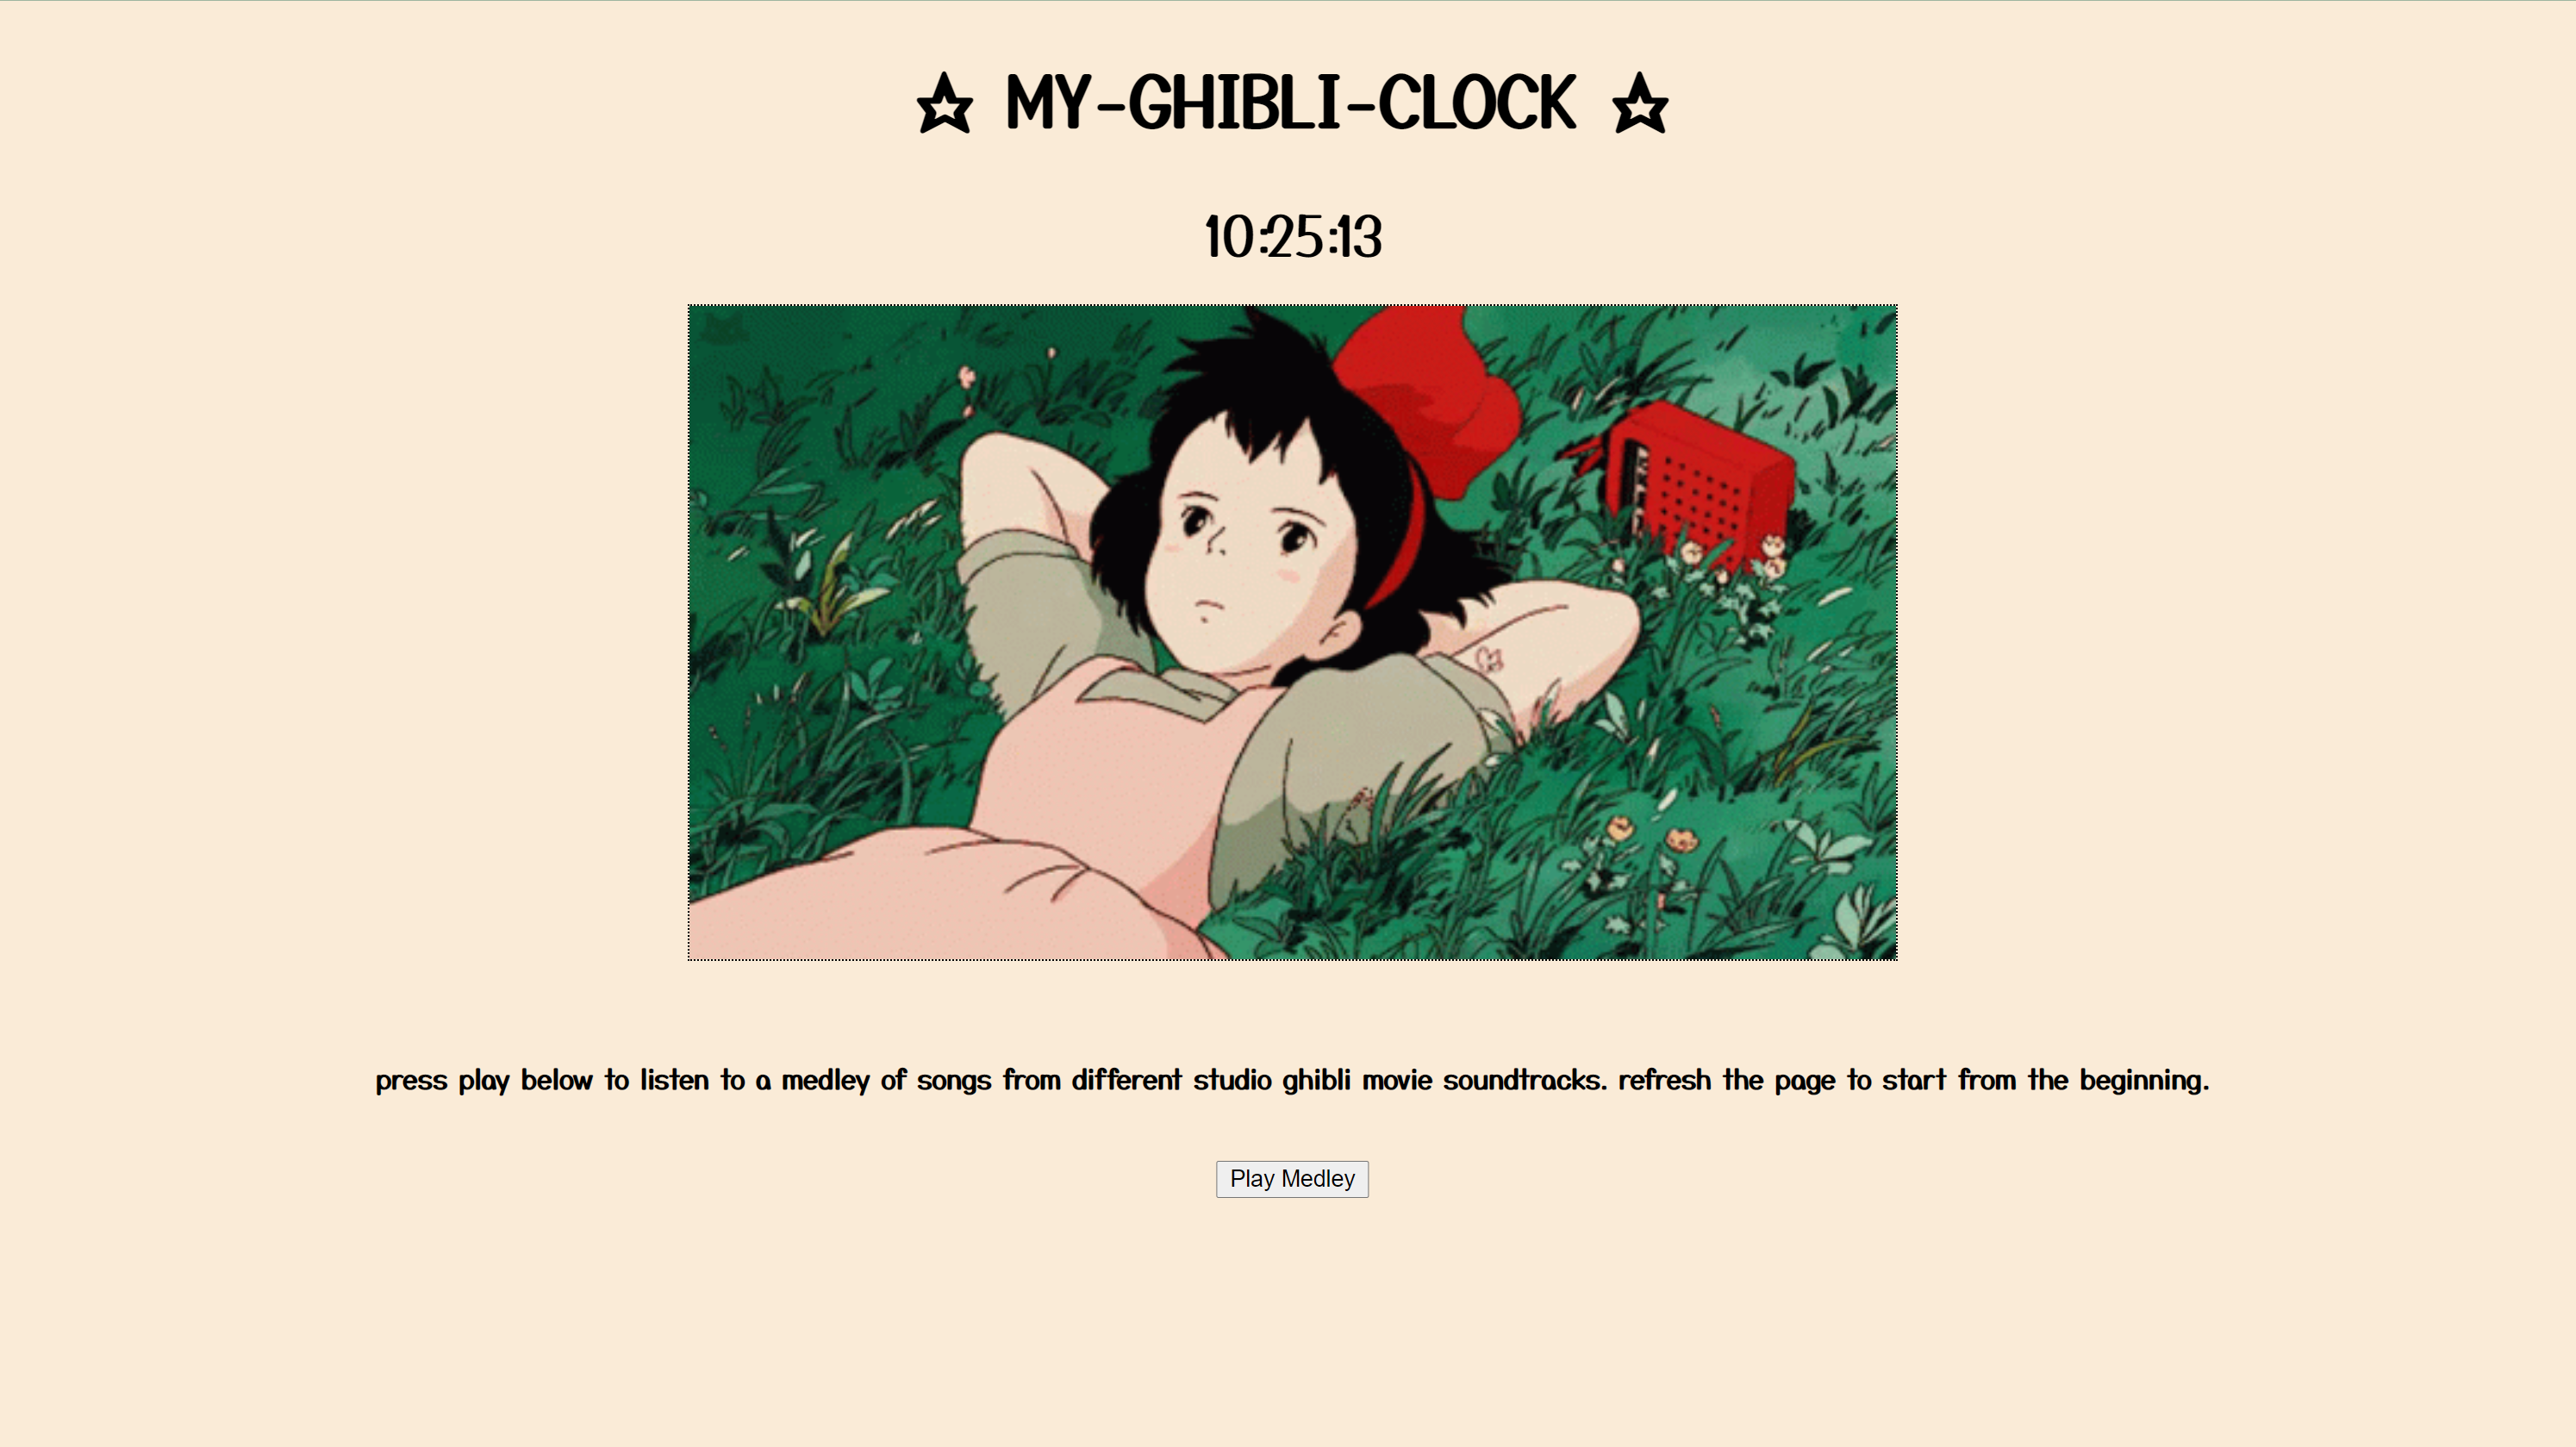 ☆ MY-GHIBLI-CLOCK ☆
10:25:13
press play below to listen to a medley of songs from different studio ghibli movie soundtracks. refresh the page to start from the beginning.
Play Medley